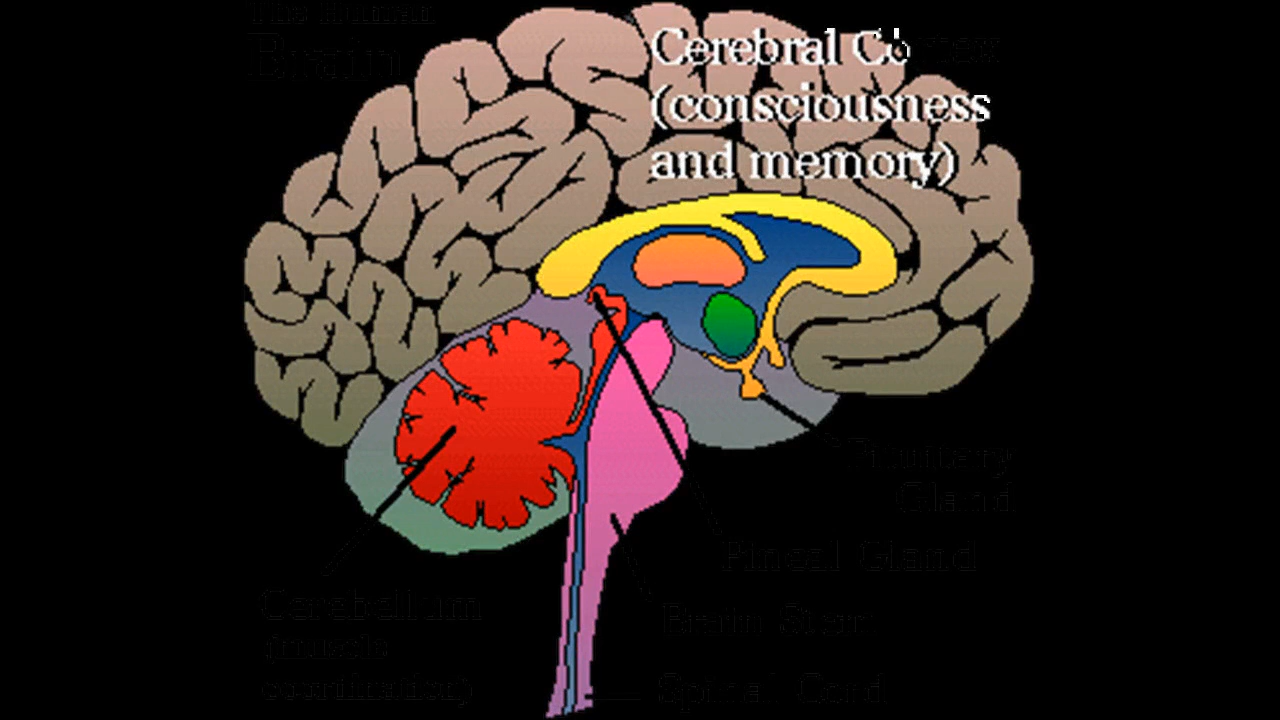 The Human
Brain
Cerebral Cortex
(consciousness
and memory)
Pituitary
Gland
Pineal Gland
Brain Stem
Spinal Cord
Cerebellum
(muscle
coordination)